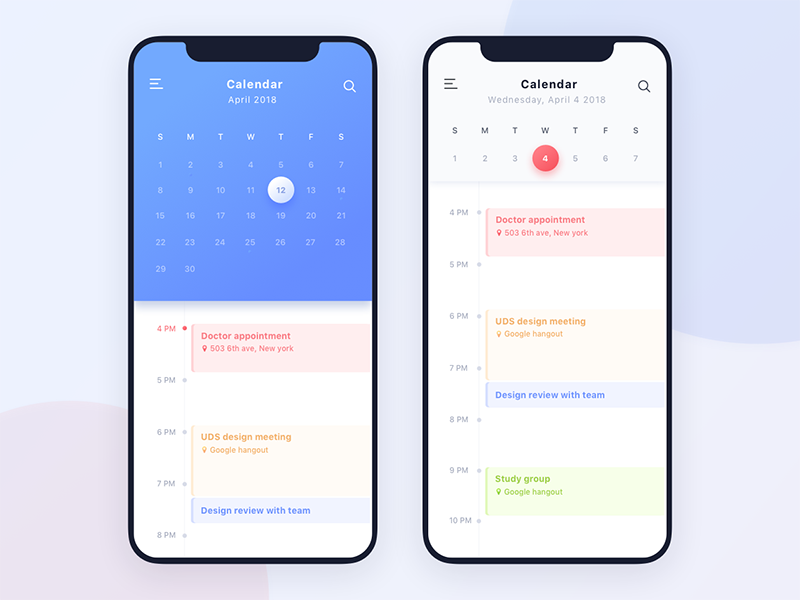 Calendar
April 2018
S M T W T F S
1 2 3 4 5 6 7
8 9 10 11 12 13 14
15 16 17 18 19 20 21
22 23 24 25 26 27 28
29 30
4 PM
Doctor appointment
503 6th ave, New york
5 PM
6 PM
UDS design meeting
Google hangout
7 PM
Design review with team
8 PM
Calendar
Wednesday, April 4 2018
S M T W T F S
1 2 3 4 5 6 7
4 PM
Doctor appointment
503 6th ave, New york
5 PM
6 PM
UDS design meeting
Google hangout
7 PM
Design review with team
8 PM
9 PM
Study group
Google hangout
10 PM